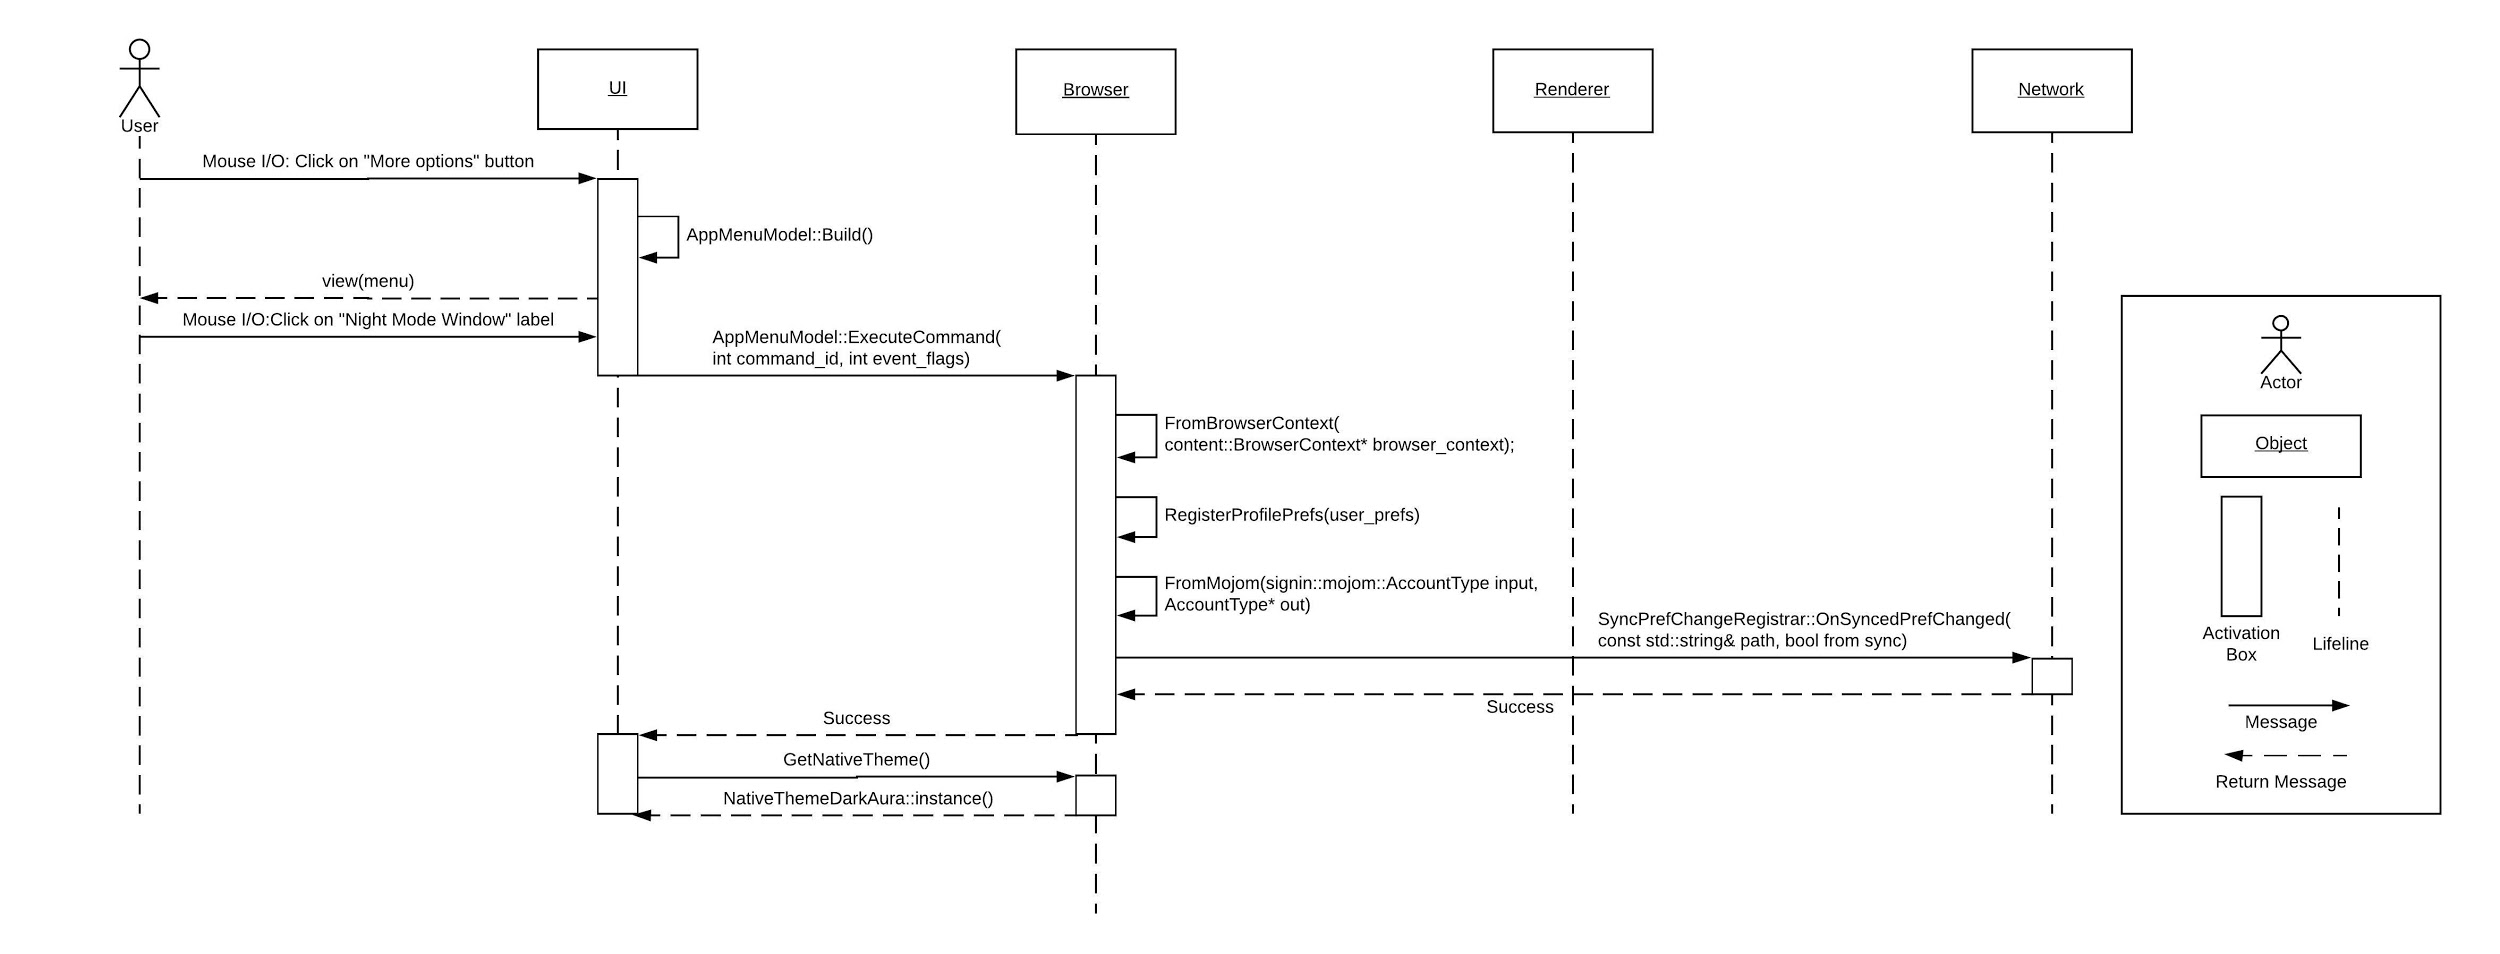 User
UI
Browser
Renderer
Network
Mouse I/O: Click on "More options" button
AppMenuModel::Build()
view(menu)
Mouse I/O:Click on "Night Mode Window" label
AppMenuModel::ExecuteCommand(
int command_id, int event_flags)
FromBrowserContext(
content::BrowserContext* browser_context);
RegisterProfilePrefs(user_prefs)
FromMojom(signin::mojom::AccountType input,
AccountType* out)
SyncPrefChangeRegistrar::OnSyncedPrefChanged(
const std::string& path, bool from sync)
Success
Success
GetNativeTheme()
NativeThemeDarkAura::instance()
Actor
Object
Activation
Box
Lifeline
Message
Return Message